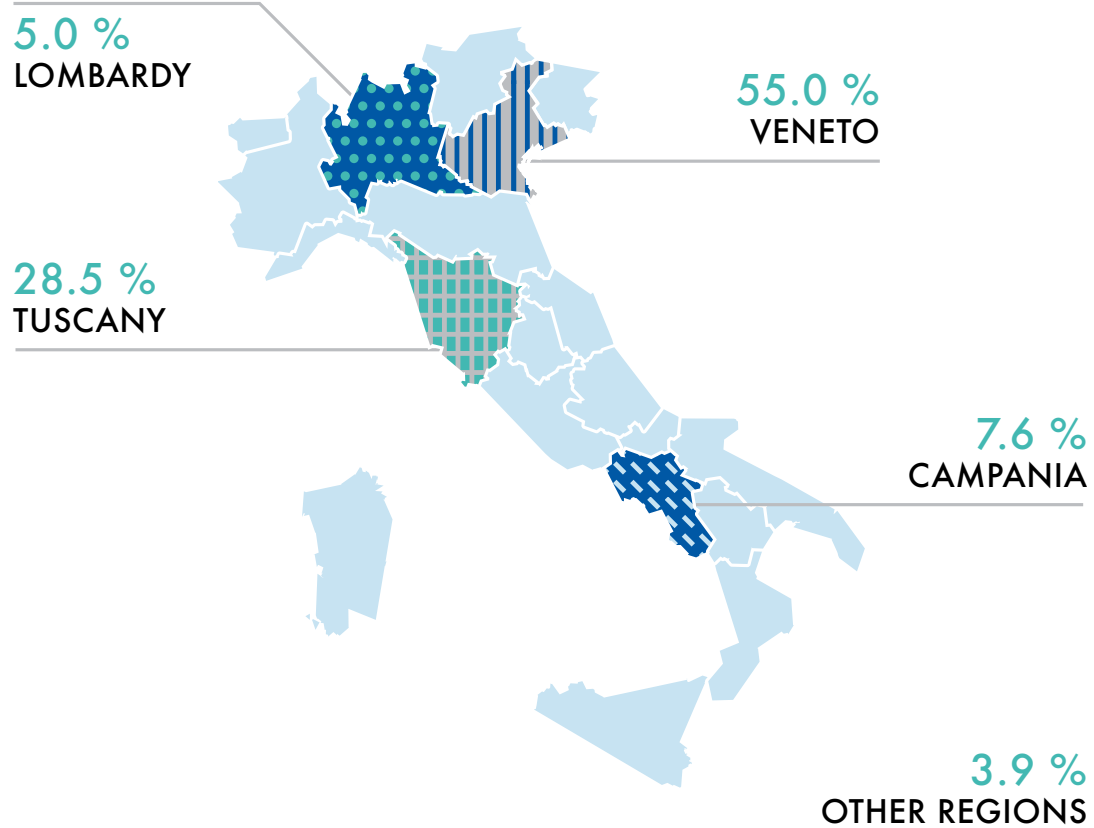 5.0 %
LOMBARDY
55.0 %
VENETO
28.5 %
TUSCANY
7.6 %
CAMPANIA
3.9 %
OTHER REGIONS